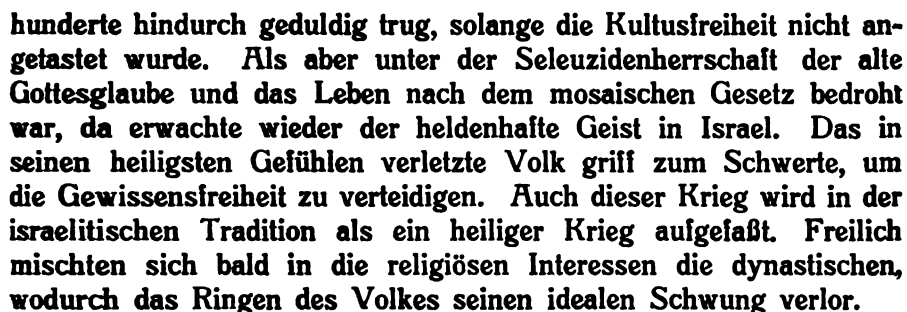 hunderte hindurch geduldig trug, solange die Kultusfreiheit nicht an-
getastet wurde. Als aber unter der Seleuzidenherrschaft der alte
Gottesglaube und das Leben nach dem mosaischen Gesetz bedroht
war, da erwachte wieder der heldenhafte Geist in Israel. Das in
seinen heiligsten Gefühlen verletzte Volk griff zum Schwerte, um
die Gewissensfreiheit zu verteidigen. Auch dieser Krieg wird in der
israelitischen Tradition als ein heiliger Krieg aufgefaßt. Freilich
mischten sich bald in die religiösen Interessen die dynastischen,
wodurch das Ringen des Volkes seinen idealen Schwung verlor.